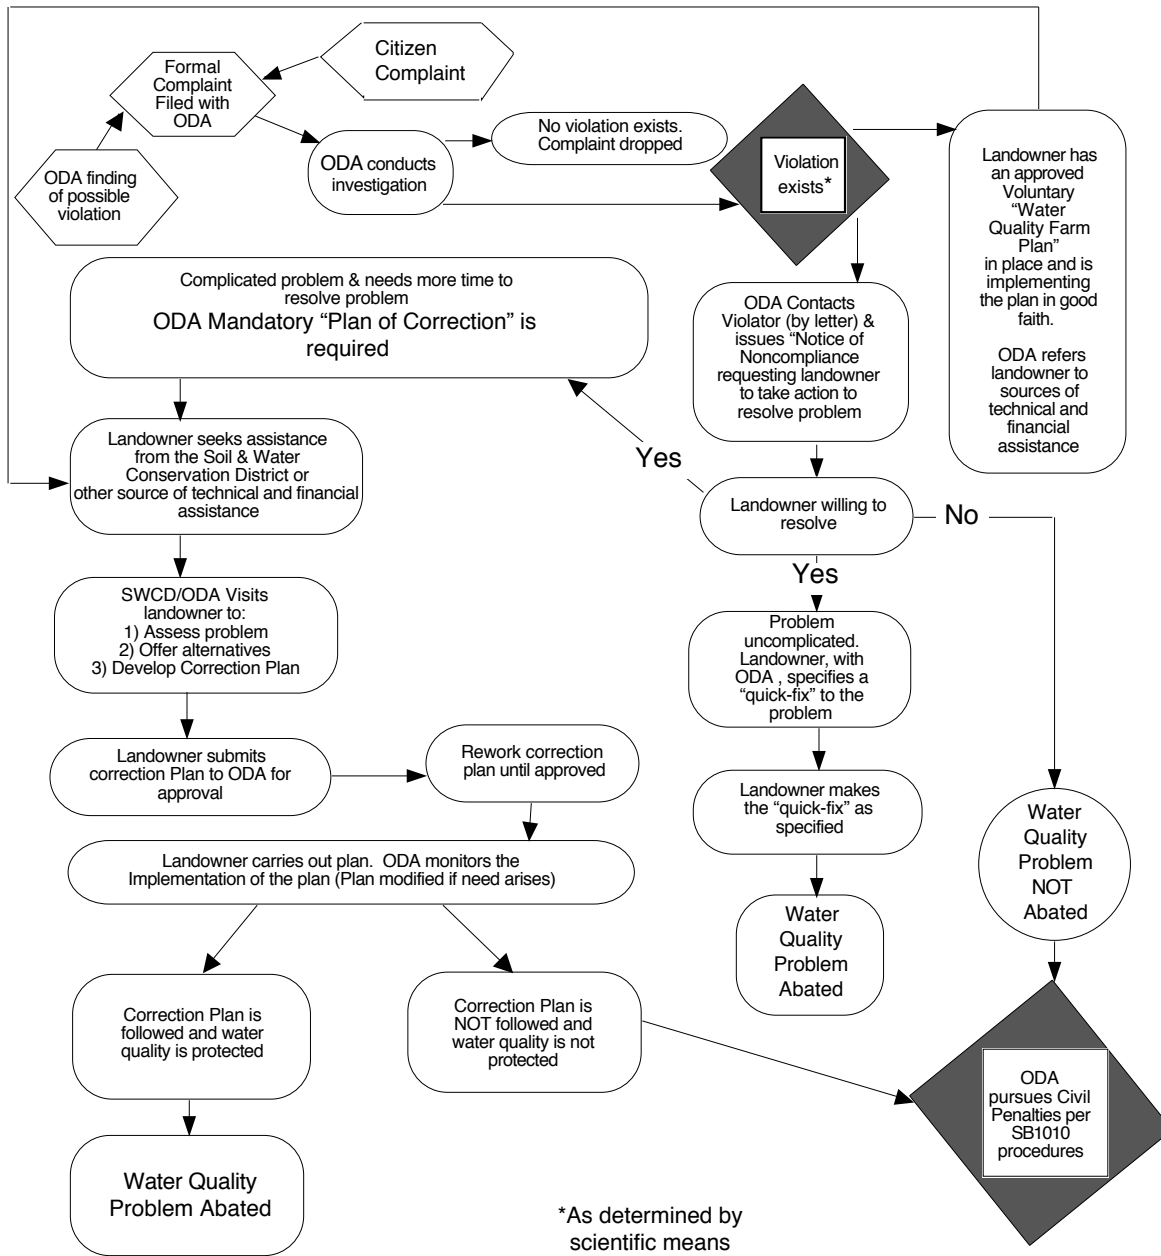 Citizen
Complaint
Formal
Complaint
Filed with
ODA
ODA finding
of possible
violation
ODA conducts
investigation
No violation exists.
Complaint dropped
Violation
exists*
Landowner has
an approved
Voluntary
“Water
Quality Farm
Plan”
in place and is
implementing
the plan in good
faith.
ODA refers
landowner to
sources of
technical and
financial
assistance
Complicated problem & needs more time to
resolve problem
ODA Mandatory “Plan of Correction” is
required
ODA Contacts
Violator (by letter) &
issues “Notice of
Noncompliance
requesting landowner
to take action to
resolve problem
Landowner seeks assistance
from the Soil & Water
Conservation District or
other source of technical and financial
assistance
Yes
Landowner willing to
resolve
No
Yes
SWCD/ODA Visits
landowner to:
1) Assess problem
2) Offer alternatives
3) Develop Correction Plan
Problem
uncomplicated.
Landowner, with
ODA , specifies a
“quick-fix” to the
problem
Landowner submits
correction Plan to ODA for
approval
Rework correction
plan until approved
Landowner makes
the “quick-fix” as
specified
Water
Quality
Problem
NOT
Abated
Landowner carries out plan. ODA monitors the
Implementation of the plan (Plan modified if need arises)
Water
Quality
Problem
Abated
Correction Plan is
followed and water
quality is protected
Correction Plan is
NOT followed and
water quality is not
protected
ODA
pursues Civil
Penalties per
SB1010
procedures
Water Quality
Problem Abated
*As determined by
scientific means